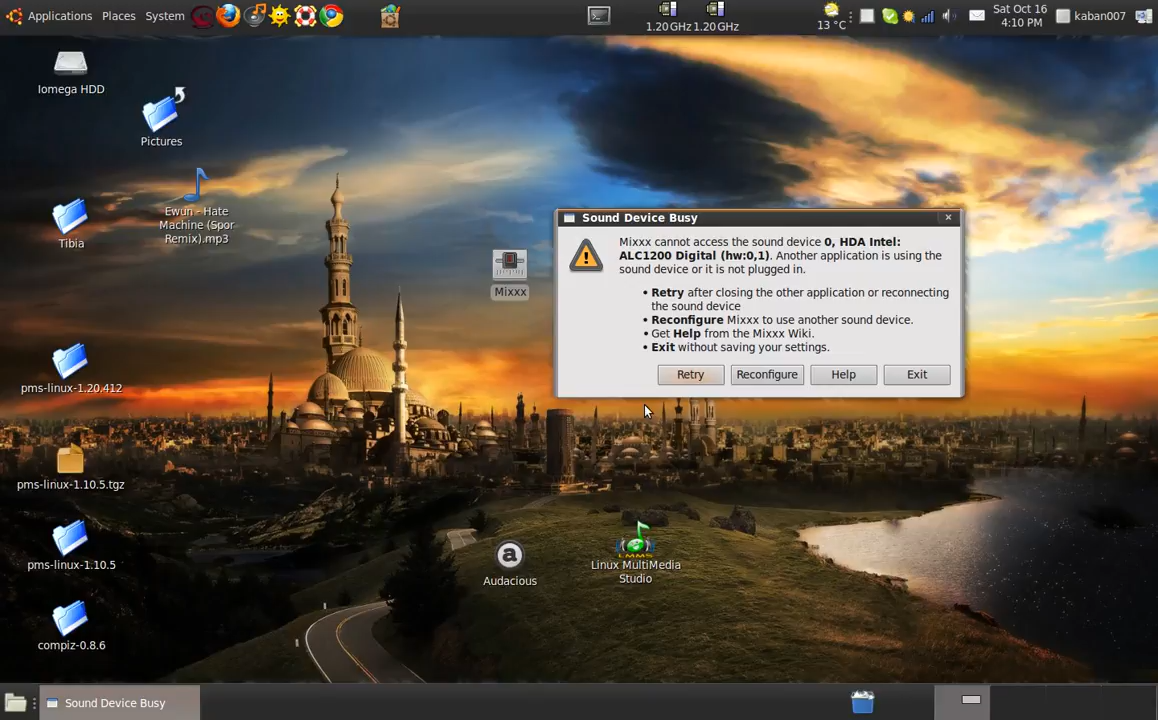 Applications Places System
1.20 GHz 1.20 GHz
13 °C
Sat Oct 16
4:10 PM
kaban007
Iomega HDD
Pictures
Tibia
Ewun - Hate
Machine (Spor
Remix).mp3
Mixxx
Sound Device Busy
Mixxx cannot access the sound device 0, HDA Intel:
ALC1200 Digital (hw:0,1). Another application is using the
sound device or it is not plugged in.
• Retry after closing the other application or reconnecting
the sound device
• Reconfigure Mixxx to use another sound device.
• Get Help from the Mixxx Wiki.
• Exit without saving your settings.
Retry Reconfigure Help Exit
pms-linux-1.20.412
pms-linux-1.10.5.tgz
pms-linux-1.10.5
a
Audacious
LMMS
Linux MultiMedia
Studio
compiz-0.8.6
Sound Device Busy